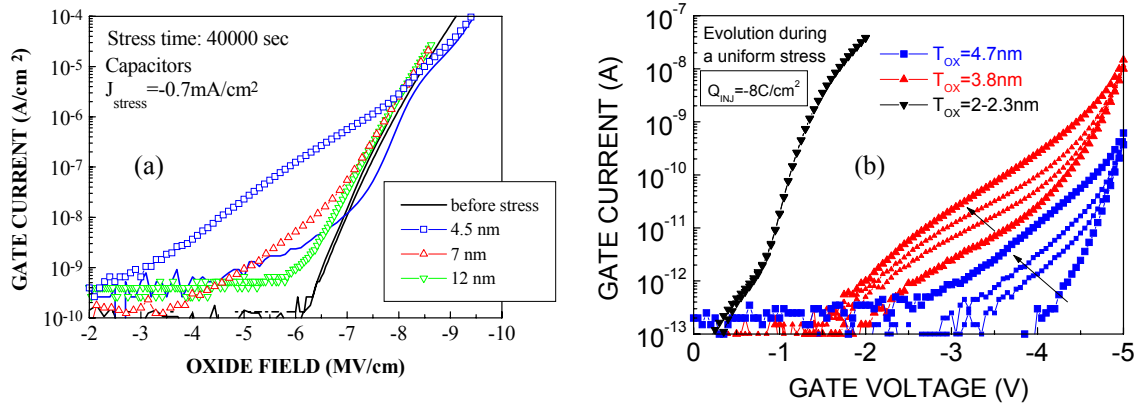 Stress time: 40000 sec
Capacitors
J_stress=-0.7mA/cm²
(a)
before stress
4.5 nm
7 nm
12 nm
GATE CURRENT (A/cm²)
10⁻⁴
10⁻⁵
10⁻⁶
10⁻⁷
10⁻⁸
10⁻⁹
10⁻¹⁰
-2 -3 -4 -5 -6 -7 -8 -9 -10
OXIDE FIELD (MV/cm)
Evolution during
a uniform stress
Q_INJ=-8C/cm²
T_OX=4.7nm
T_OX=3.8nm
T_OX=2-2.3nm
(b)
GATE CURRENT (A)
10⁻⁷
10⁻⁸
10⁻⁹
10⁻¹⁰
10⁻¹¹
10⁻¹²
10⁻¹³
0 -1 -2 -3 -4 -5
GATE VOLTAGE (V)